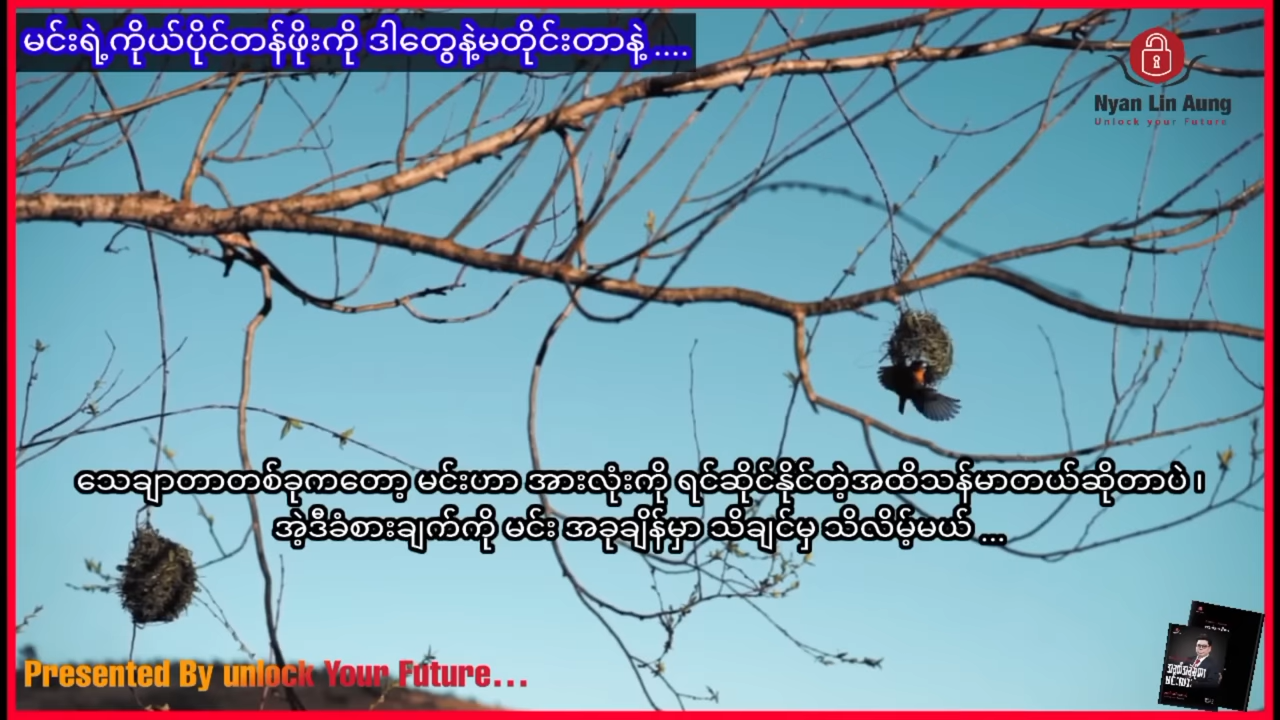 မင်းရဲ့ကိုယ်ပိုင်တန်ဖိုးကို ဒါတွေနဲ့မတိုင်းတာနဲ့ ....
Nyan Lin Aung
Unlock your Future
သေချာတာတစ်ခုကတော့ မင်းဟာ အားလုံးကို ရင်ဆိုင်နိုင်တဲ့အထိသန်မာတယ်ဆိုတာပဲ ၊
အဲ့ဒီခံစားချက်ကို မင်း အခုချိန်မှာ သိချင်မှ သိလိမ့်မယ် ...
Presented By unlock Your Future...